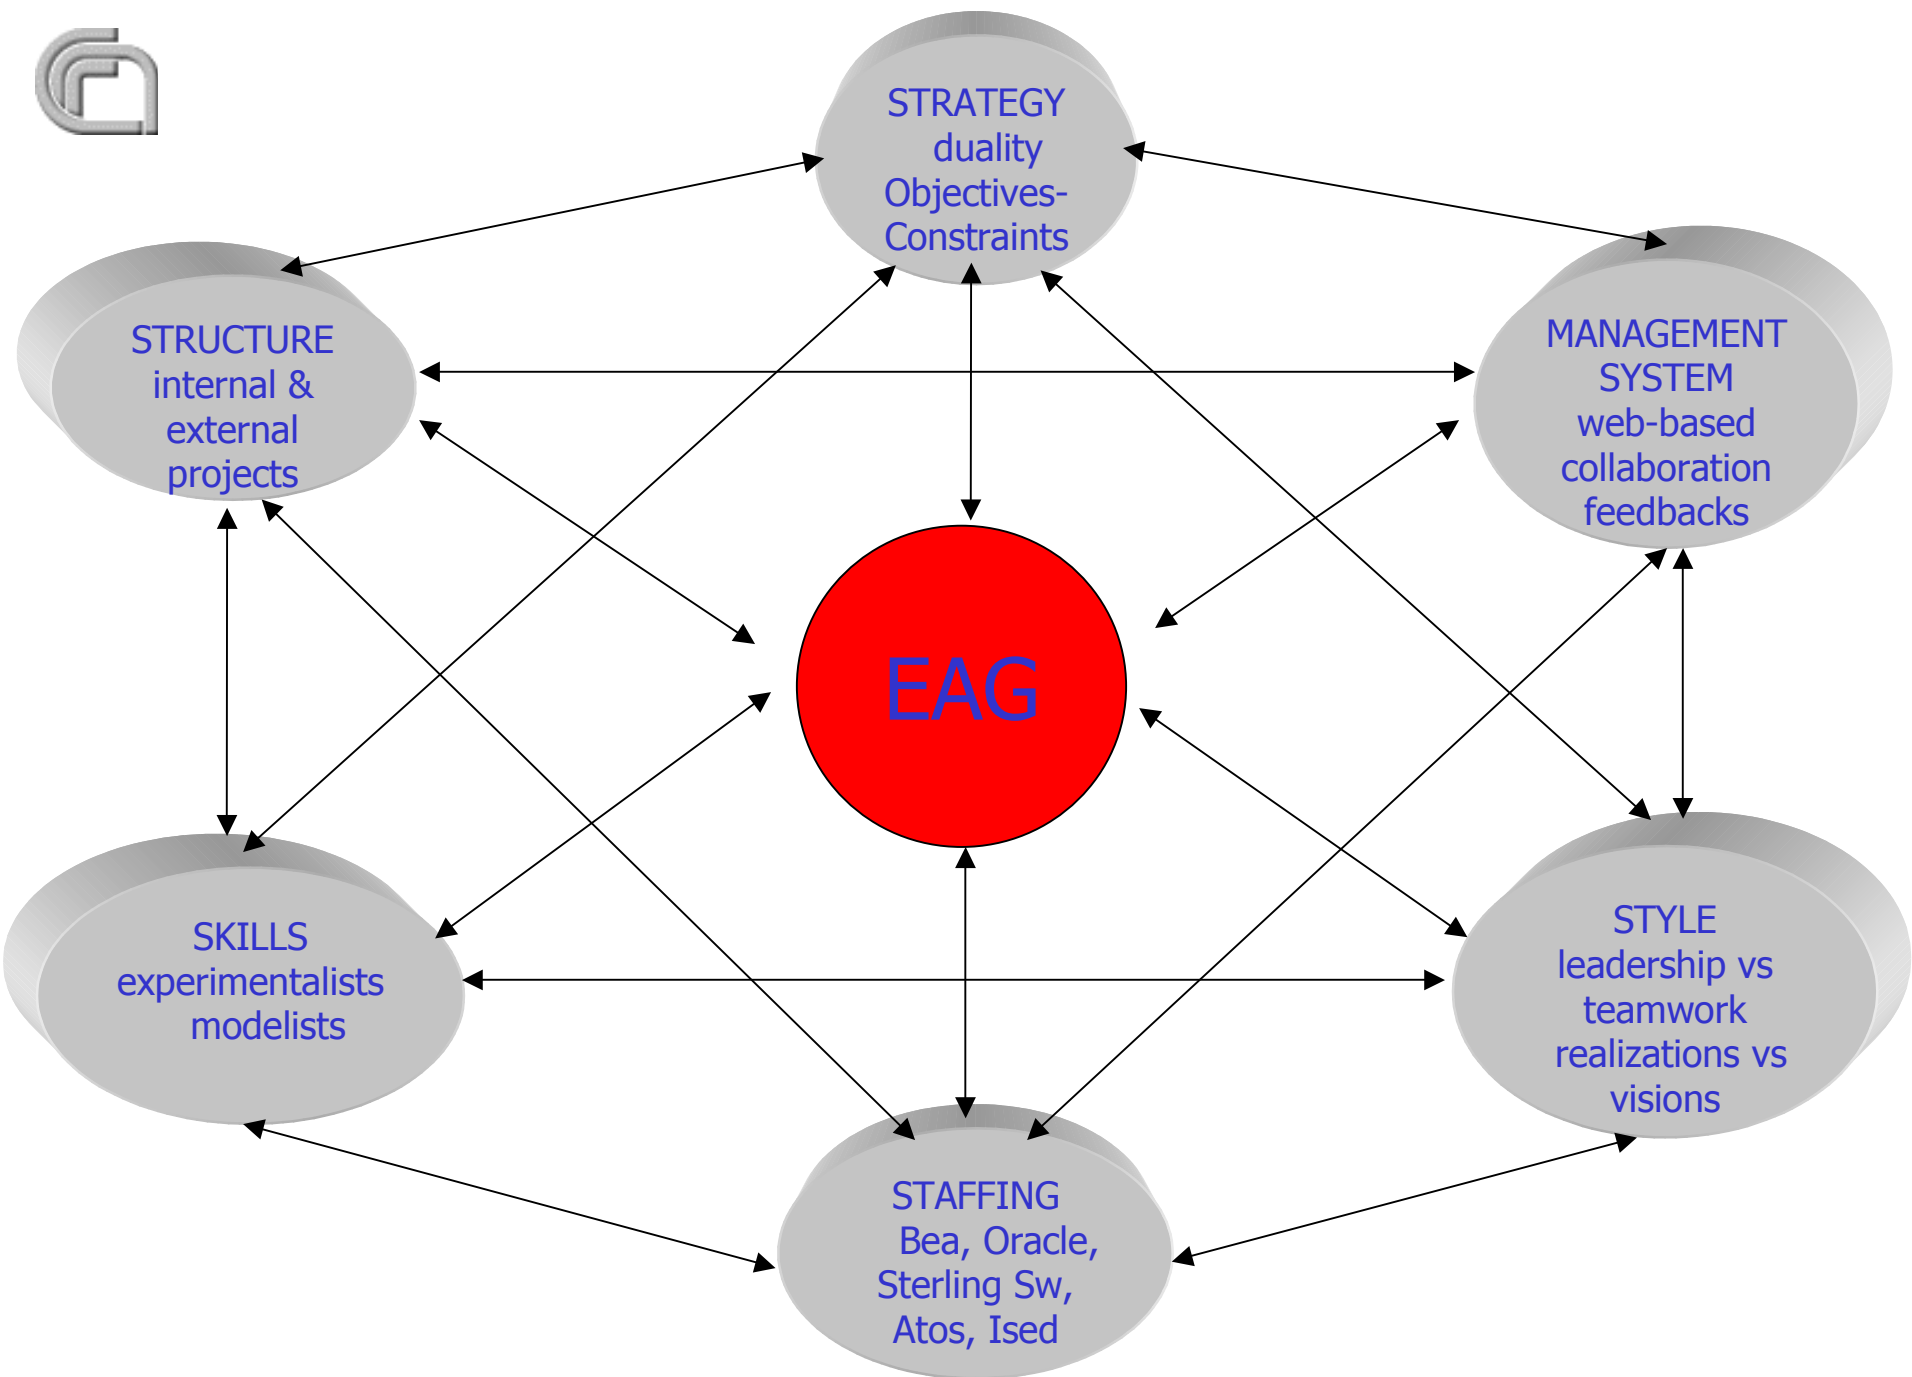 STRATEGY
duality
Objectives-
Constraints
STRUCTURE
internal &
external
projects
MANAGEMENT
SYSTEM
web-based
collaboration
feedbacks
EAG
SKILLS
experimentalists
modelists
STYLE
leadership vs
teamwork
realizations vs
visions
STAFFING
Bea, Oracle,
Sterling Sw,
Atos, Ised